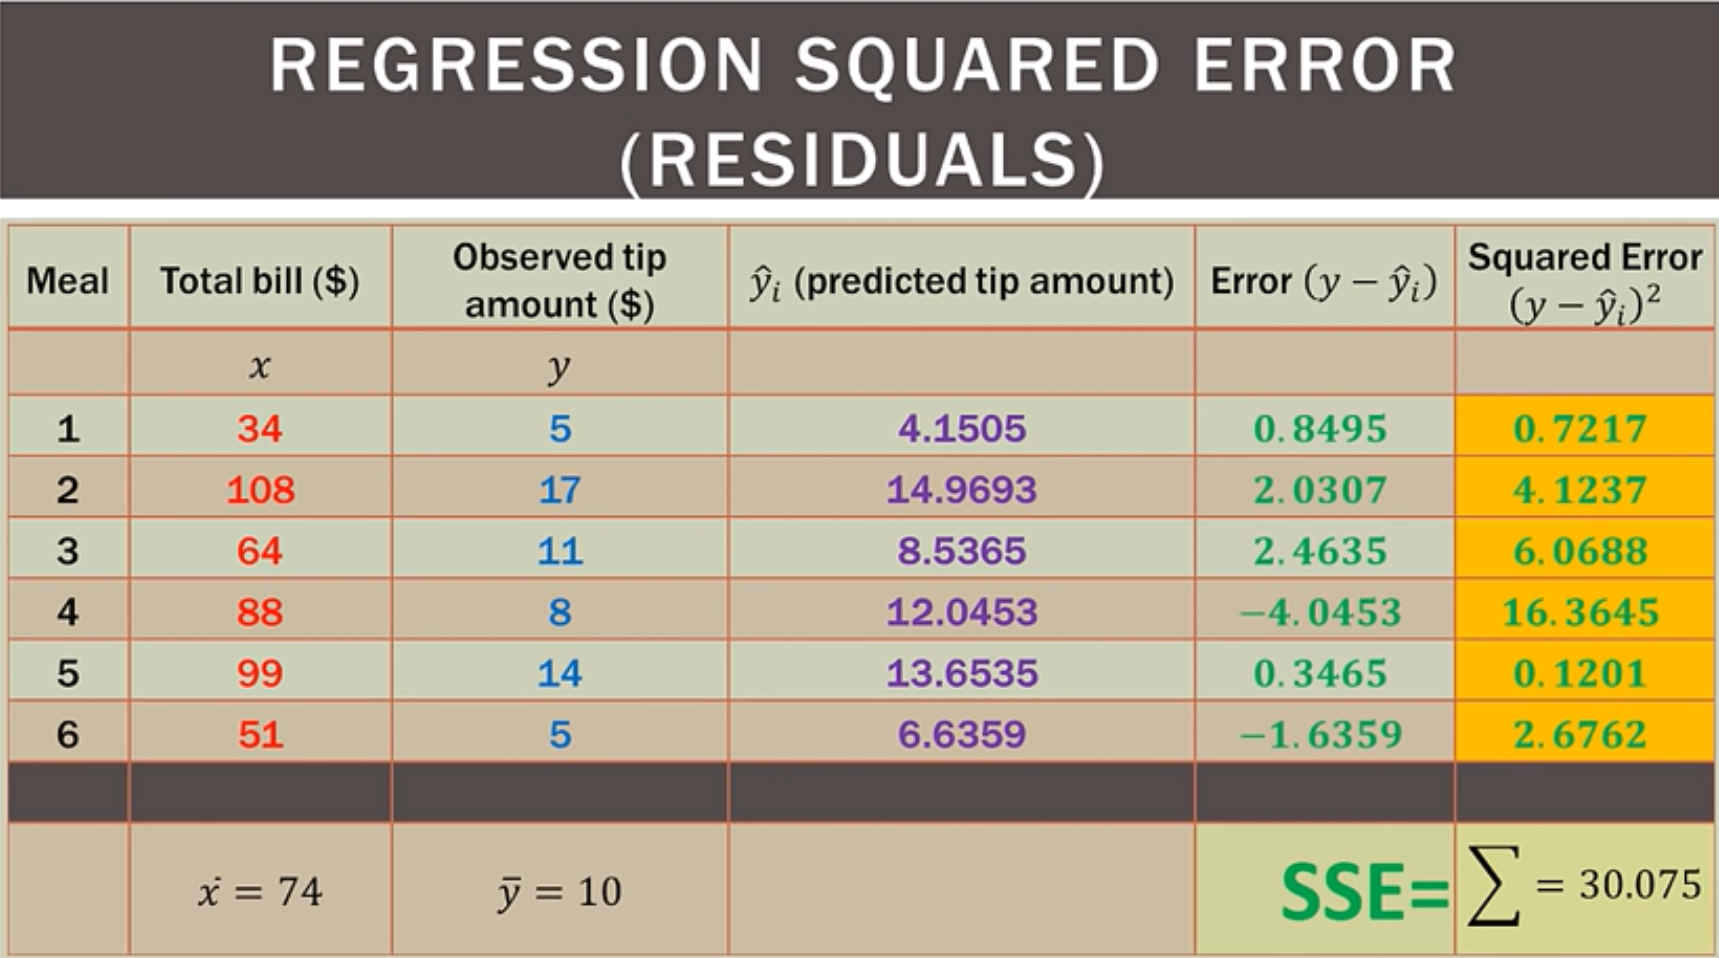 REGRESSION SQUARED ERROR
(RESIDUALS)
Meal Total bill ($) Observed tip amount ($) ŷᵢ (predicted tip amount) Error (y − ŷᵢ) Squared Error (y − ŷᵢ)²
x y
1 34 5 4.1505 0.8495 0.7217
2 108 17 14.9693 2.0307 4.1237
3 64 11 8.5365 2.4635 6.0688
4 88 8 12.0453 −4.0453 16.3645
5 99 14 13.6535 0.3465 0.1201
6 51 5 6.6359 −1.6359 2.6762
ẋ = 74 ȳ = 10 SSE= ∑ = 30.075